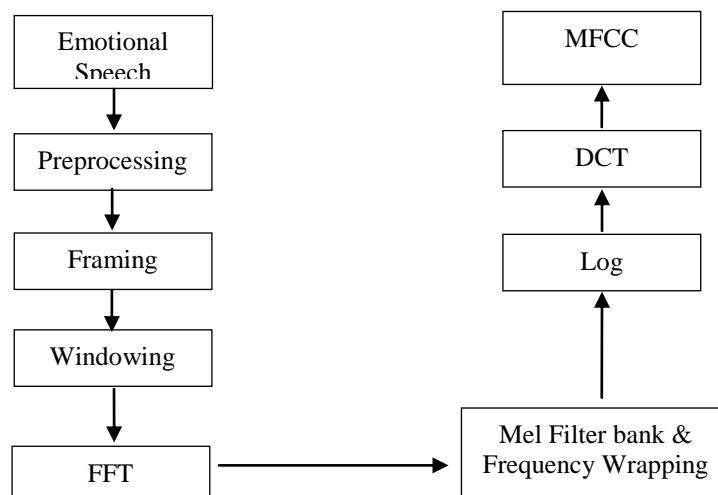 Emotional
Speech
Preprocessing
Framing
Windowing
FFT
Mel Filter bank &
Frequency Wrapping
Log
DCT
MFCC